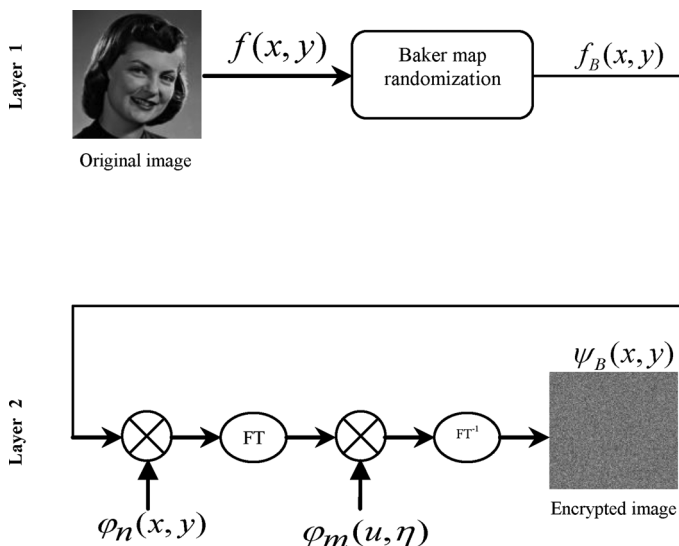 Layer 1
f(x, y)
Baker map
randomization
f_B(x, y)
Original image
Layer 2
ψ_B(x, y)
FT
FT⁻¹
φ_n(x, y)
φ_m(u, η)
Encrypted image